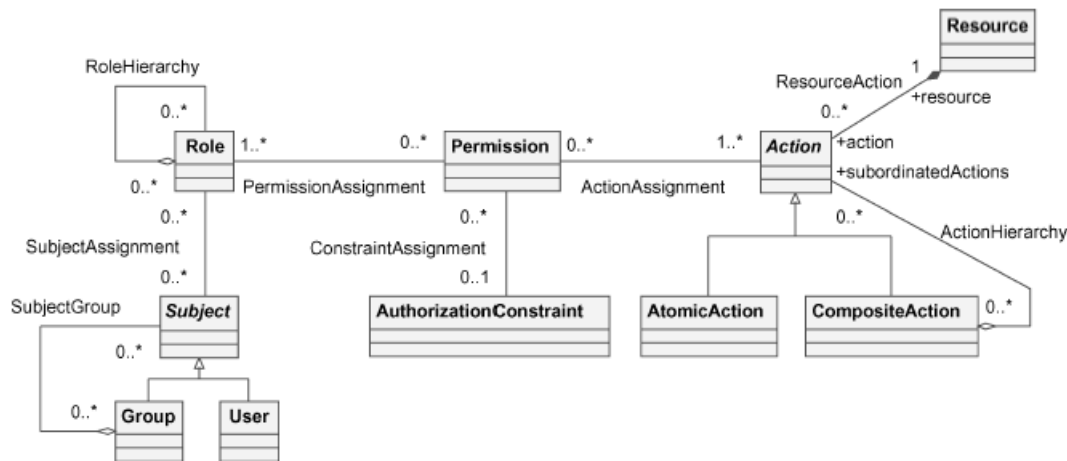 Resource
RoleHierarchy
1
ResourceAction
+resource
0..*
0..*
Role
1..*
0..*
Permission
0..*
1..*
Action
+action
+subordinatedActions
0..*
PermissionAssignment
ActionAssignment
0..*
0..*
0..*
ActionHierarchy
SubjectAssignment
ConstraintAssignment
0..*
0..1
SubjectGroup
Subject
AuthorizationConstraint
AtomicAction
CompositeAction
0..*
0..*
0..*
Group
User